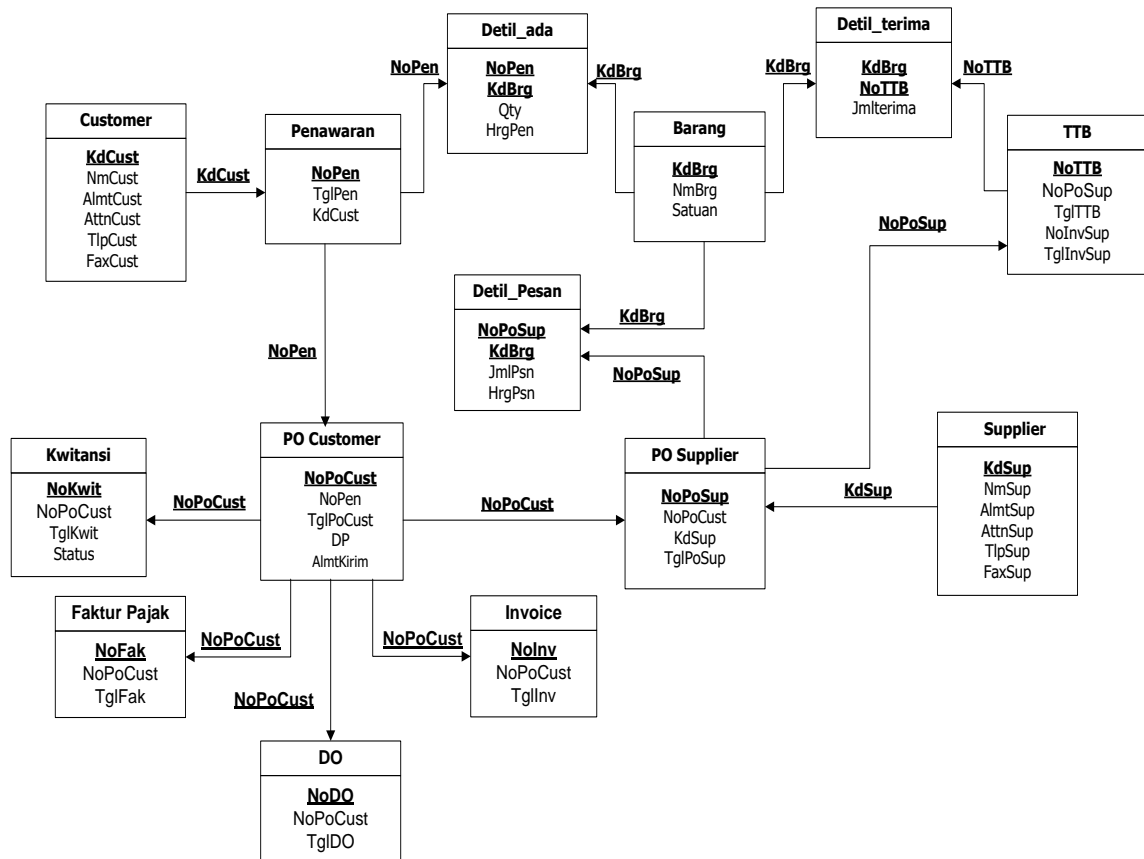 Detil_ada
NoPen
KdBrg
Qty
HrgPen
Detil_terima
KdBrg
NoTTB
Jmlterima
NoPen
KdBrg
KdBrg
NoTTB
Customer
KdCust
NmCust
AlmtCust
AttnCust
TlpCust
FaxCust
KdCust
Penawaran
NoPen
TglPen
KdCust
Barang
KdBrg
NmBrg
Satuan
TTB
NoTTB
NoPoSup
TglTTB
NoInvSup
TglInvSup
NoPoSup
Detil_Pesan
NoPoSup
KdBrg
JmlPsn
HrgPsn
KdBrg
NoPoSup
NoPen
Kwitansi
NoKwit
NoPoCust
TglKwit
Status
NoPoCust
PO Customer
NoPoCust
NoPen
TglPoCust
DP
AlmtKirim
NoPoCust
PO Supplier
NoPoSup
NoPoCust
KdSup
TglPoSup
KdSup
Supplier
KdSup
NmSup
AlmtSup
AttnSup
TlpSup
FaxSup
Faktur Pajak
NoFak
NoPoCust
TglFak
NoPoCust
NoPoCust
NoPoCust
Invoice
NoInv
NoPoCust
TglInv
DO
NoDO
NoPoCust
TglDO